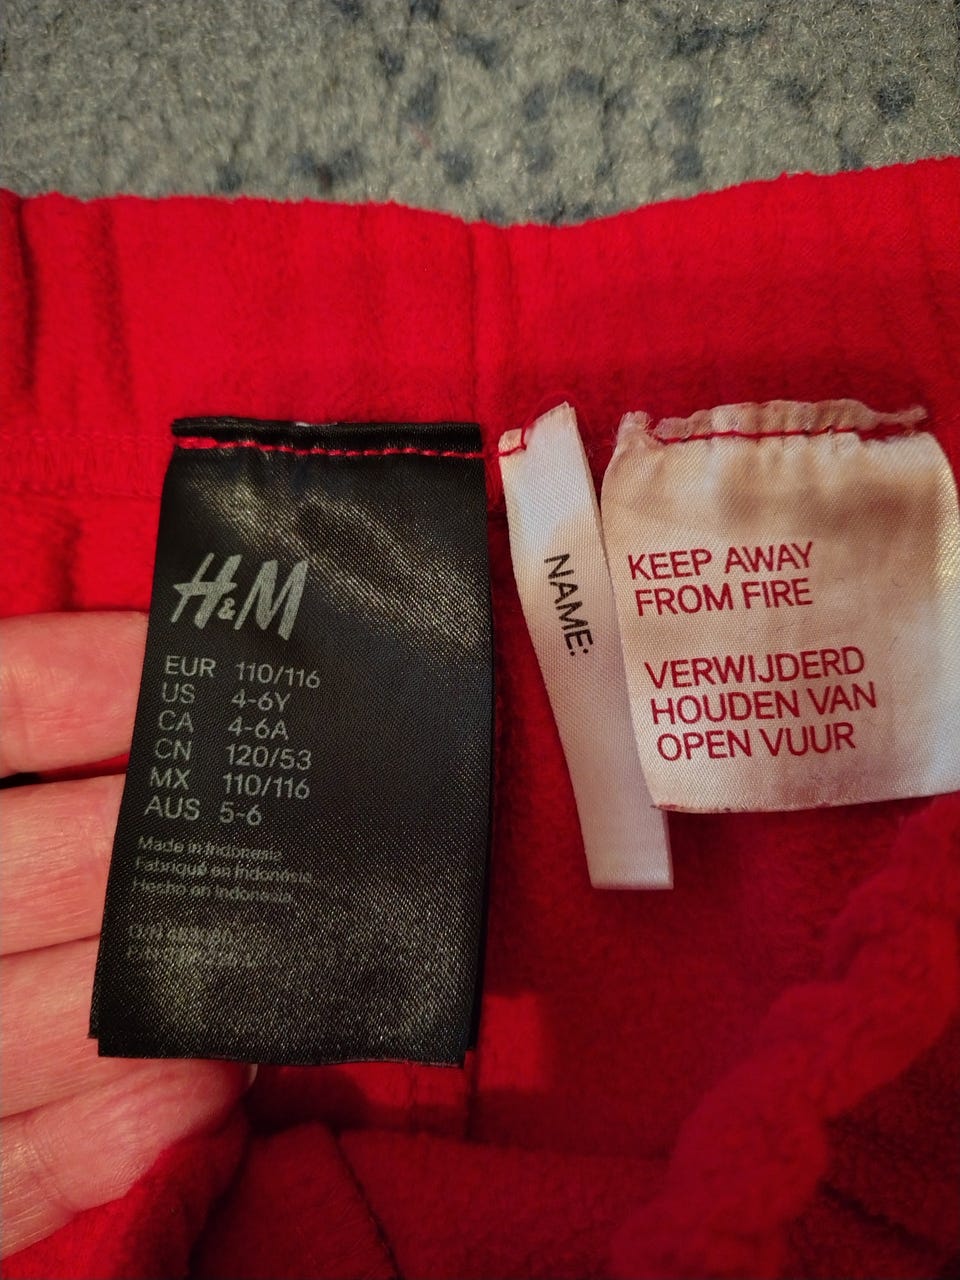 H&M
EUR 110/116
US 4-6Y
CA 4-6A
CN 120/53
MX 110/116
AUS 5-6
Made in Indonesia
Fabriqué en Indonésie
Hecho en Indonesia
NAME:
KEEP AWAY
FROM FIRE
VERWIJDERD
HOUDEN VAN
OPEN VUUR